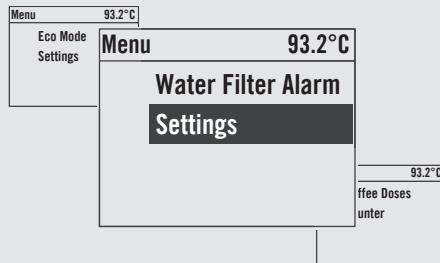 Menu 93.2°C
Eco Mode
Settings
Menu 93.2°C
Water Filter Alarm
Settings
93.2°C
ffee Doses
unter